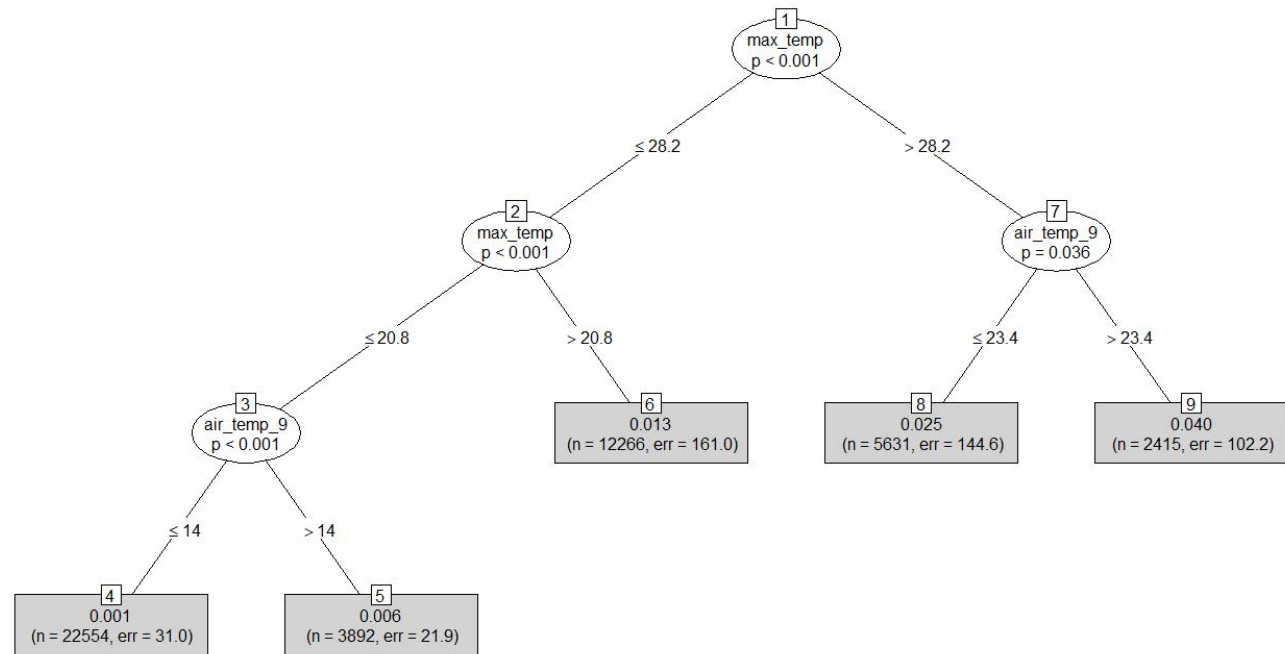 1
max_temp
p < 0.001
≤ 28.2
> 28.2
2
max_temp
p < 0.001
7
air_temp_9
p = 0.036
≤ 20.8
> 20.8
≤ 23.4
> 23.4
3
air_temp_9
p < 0.001
6
0.013
(n = 12266, err = 161.0)
8
0.025
(n = 5631, err = 144.6)
9
0.040
(n = 2415, err = 102.2)
≤ 14
> 14
4
0.001
(n = 22554, err = 31.0)
5
0.006
(n = 3892, err = 21.9)